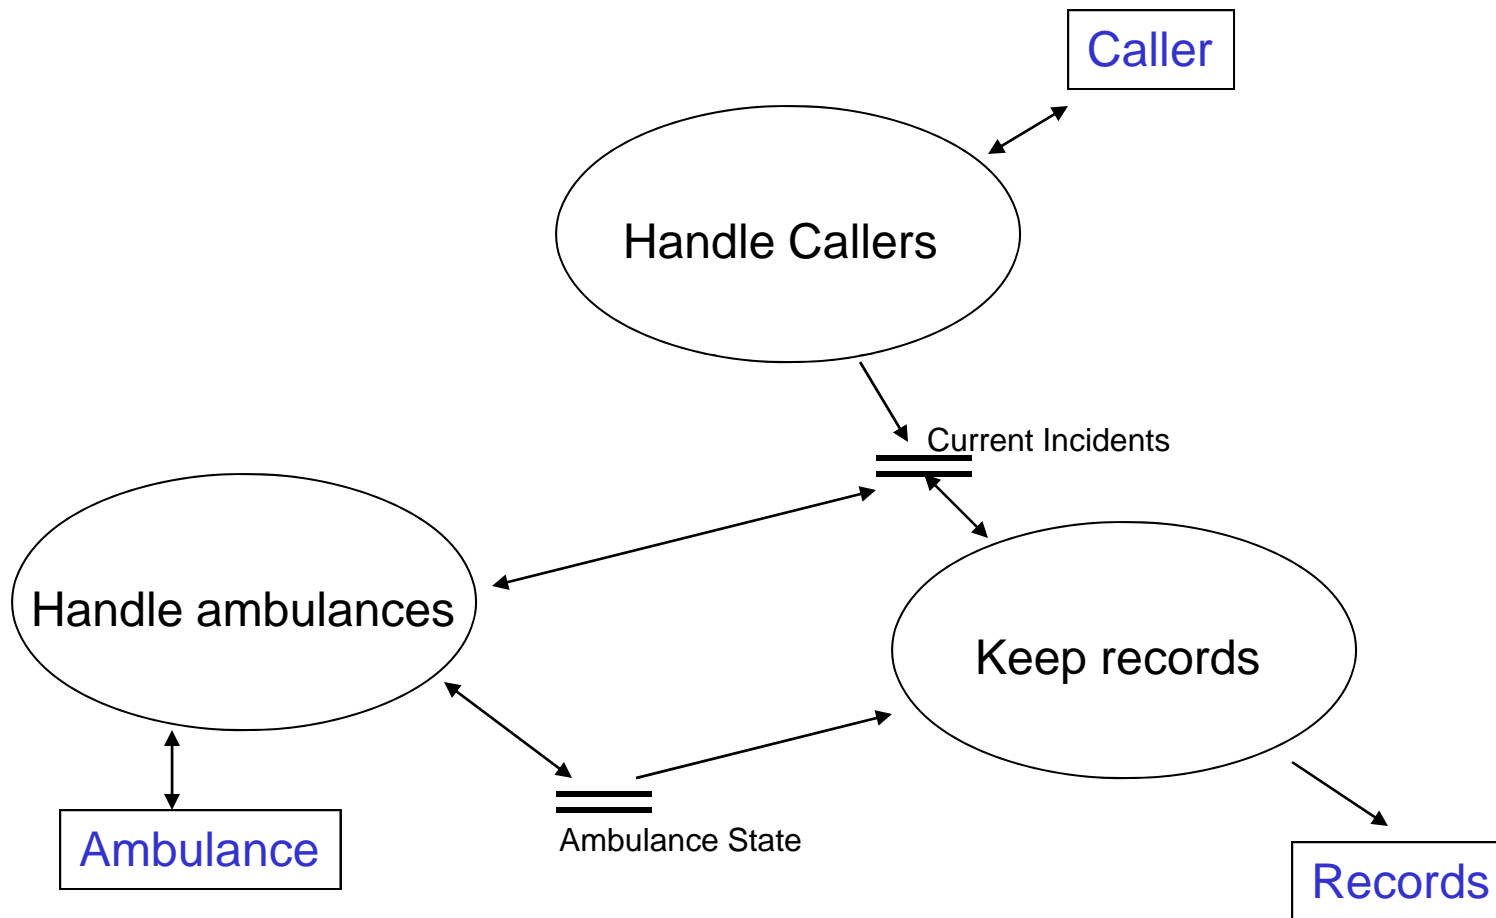 Caller
Handle Callers
Current Incidents
Handle ambulances
Keep records
Ambulance State
Ambulance
Records